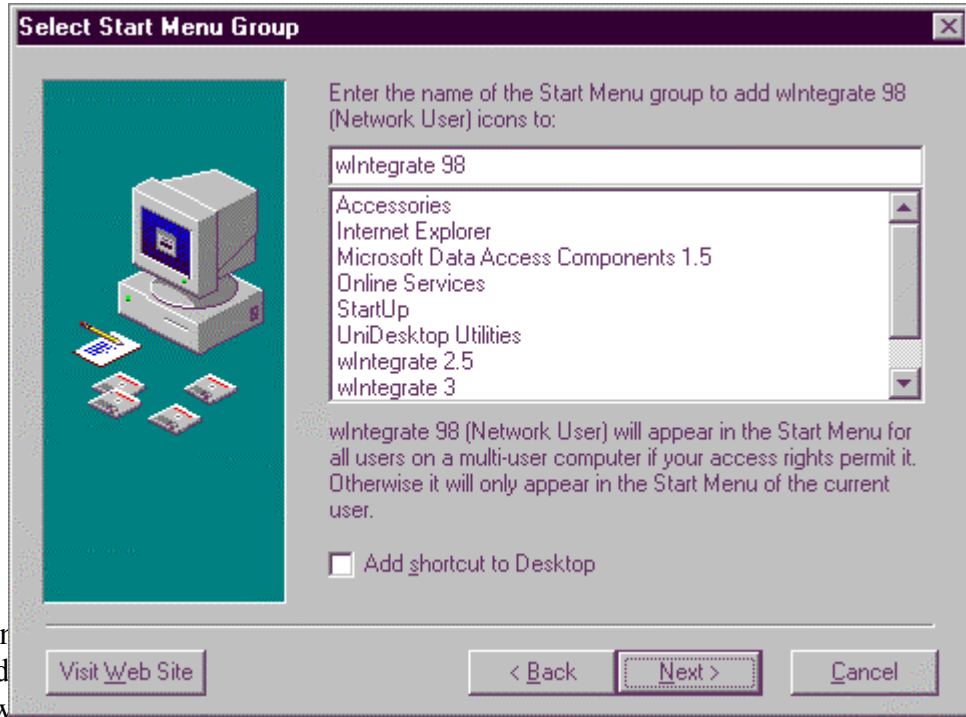 Select Start Menu Group
Enter the name of the Start Menu group to add wIntegrate 98
(Network User) icons to:
wIntegrate 98
Accessories
Internet Explorer
Microsoft Data Access Components 1.5
Online Services
StartUp
UniDesktop Utilities
wIntegrate 2.5
wIntegrate 3
wIntegrate 98 (Network User) will appear in the Start Menu for
all users on a multi-user computer if your access rights permit it.
Otherwise it will only appear in the Start Menu of the current
user.
Add shortcut to Desktop
Visit Web Site
< Back
Next >
Cancel